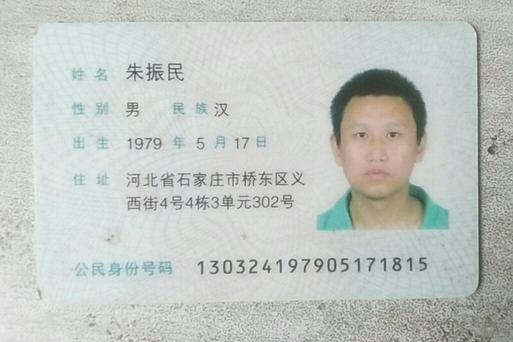 姓名 朱振民
性别 男 民族 汉
出生 1979 年 5 月 17 日
住址 河北省石家庄市桥东区义
西街4号4栋3单元302号
公民身份号码 130324197905171815